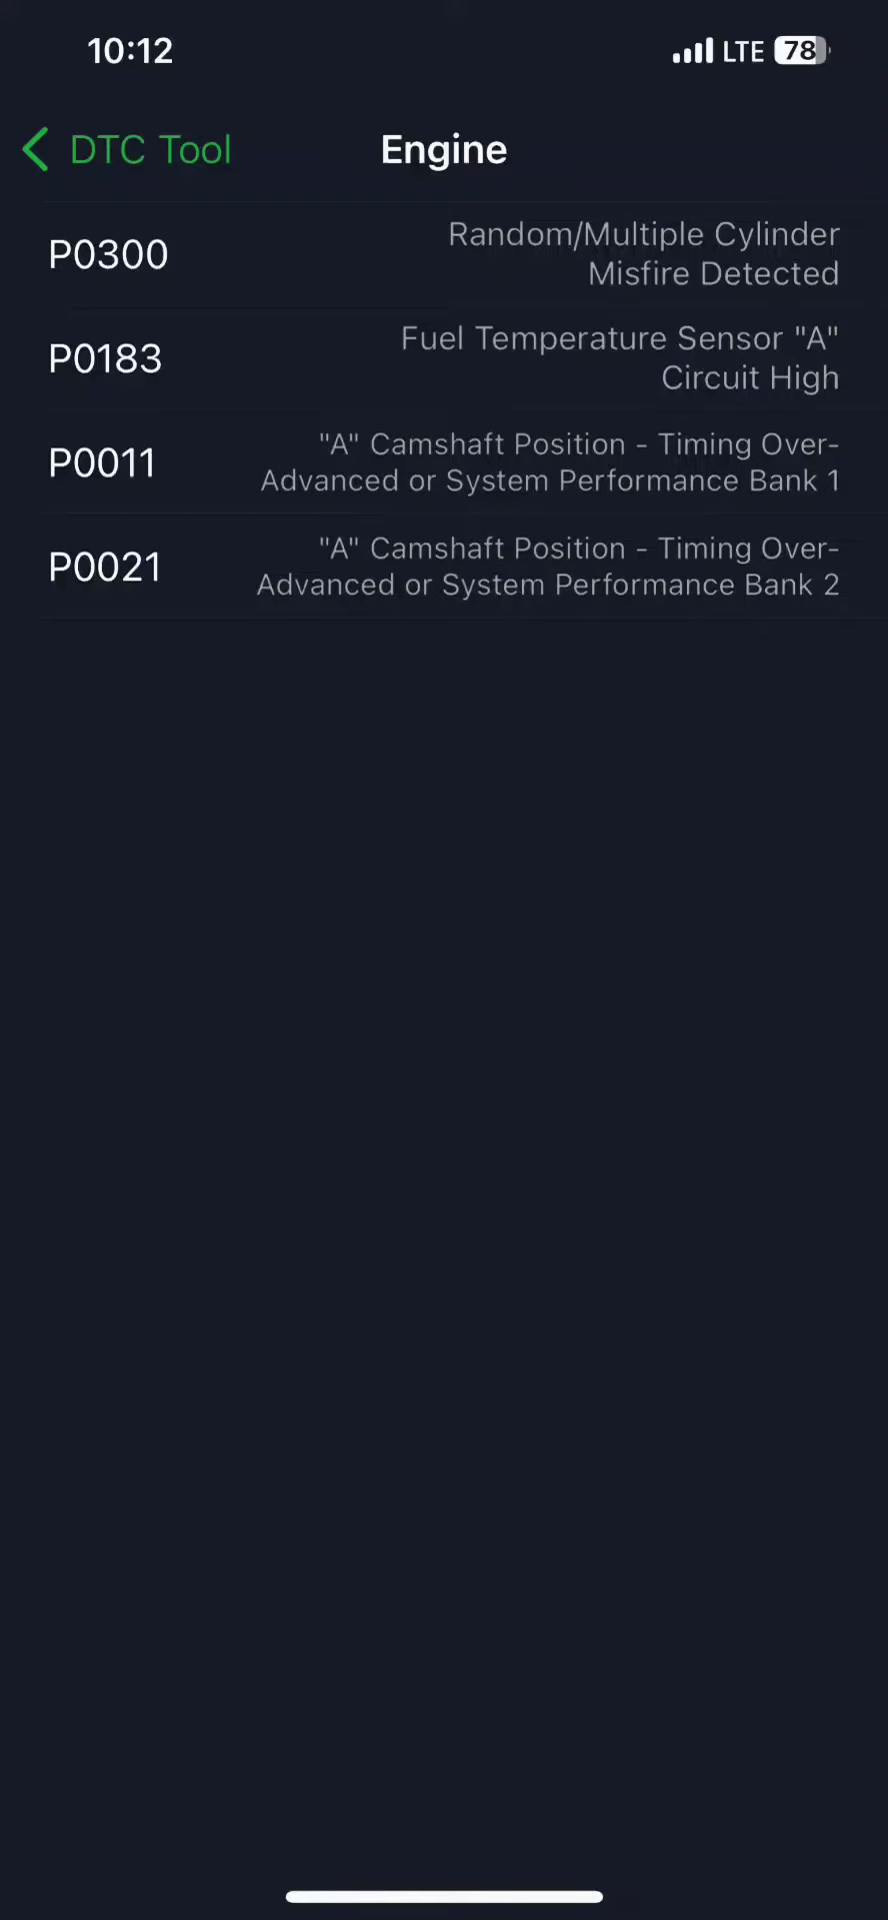 10:12
LTE 78
DTC Tool
Engine
P0300
Random/Multiple Cylinder
Misfire Detected
P0183
Fuel Temperature Sensor "A"
Circuit High
P0011
"A" Camshaft Position - Timing Over-
Advanced or System Performance Bank 1
P0021
"A" Camshaft Position - Timing Over-
Advanced or System Performance Bank 2